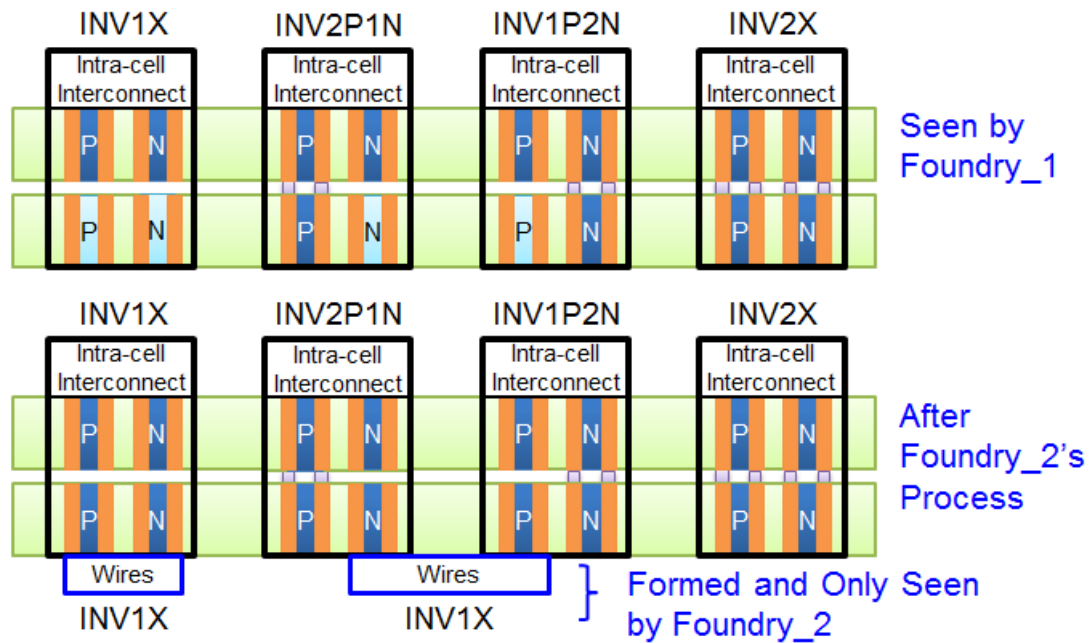 INV1X INV2P1N INV1P2N INV2X
Intra-cell Intra-cell Intra-cell Intra-cell
Interconnect Interconnect Interconnect Interconnect
P N P N P N P N
Seen by
Foundry_1
P N P N P N P N
INV1X INV2P1N INV1P2N INV2X
Intra-cell Intra-cell Intra-cell Intra-cell
Interconnect Interconnect Interconnect Interconnect
P N P N P N P N
After
Foundry_2's
Process
P N P N P N P N
Wires Wires
INV1X INV1X
Formed and Only Seen
by Foundry_2